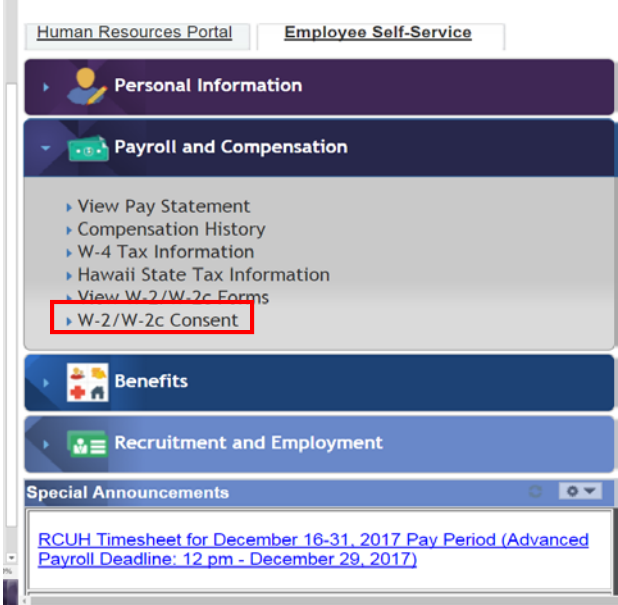 Human Resources Portal
Employee Self-Service
Personal Information
Payroll and Compensation
View Pay Statement
Compensation History
W-4 Tax Information
Hawaii State Tax Information
View W-2/W-2c Forms
W-2/W-2c Consent
Benefits
Recruitment and Employment
Special Announcements
RCUH Timesheet for December 16-31, 2017 Pay Period (Advanced
Payroll Deadline: 12 pm - December 29, 2017)